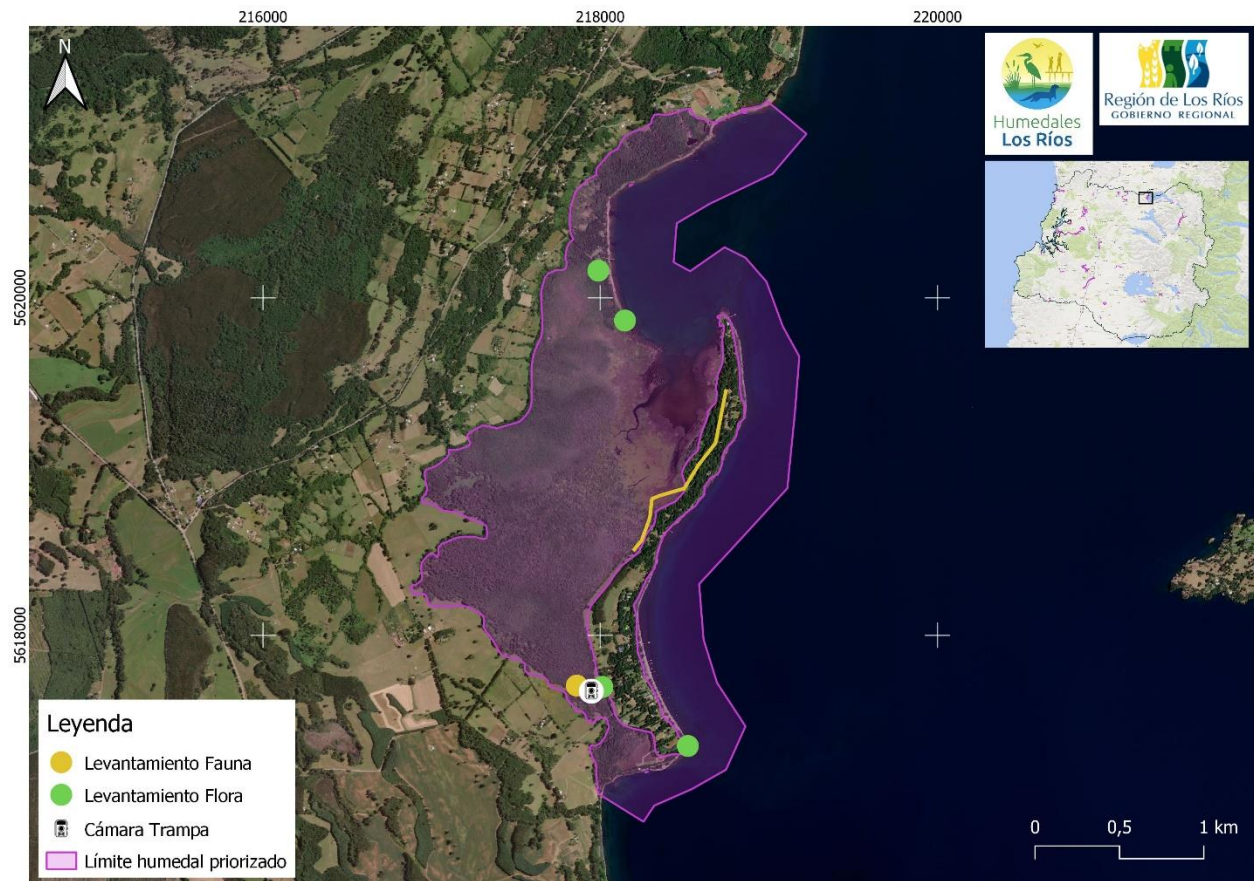 216000
218000
220000
N
Humedales
Los Ríos
Región de Los Ríos
GOBIERNO REGIONAL
5620000
5618000
Leyenda
Levantamiento Fauna
Levantamiento Flora
Cámara Trampa
Límite humedal priorizado
0 0,5 1 km